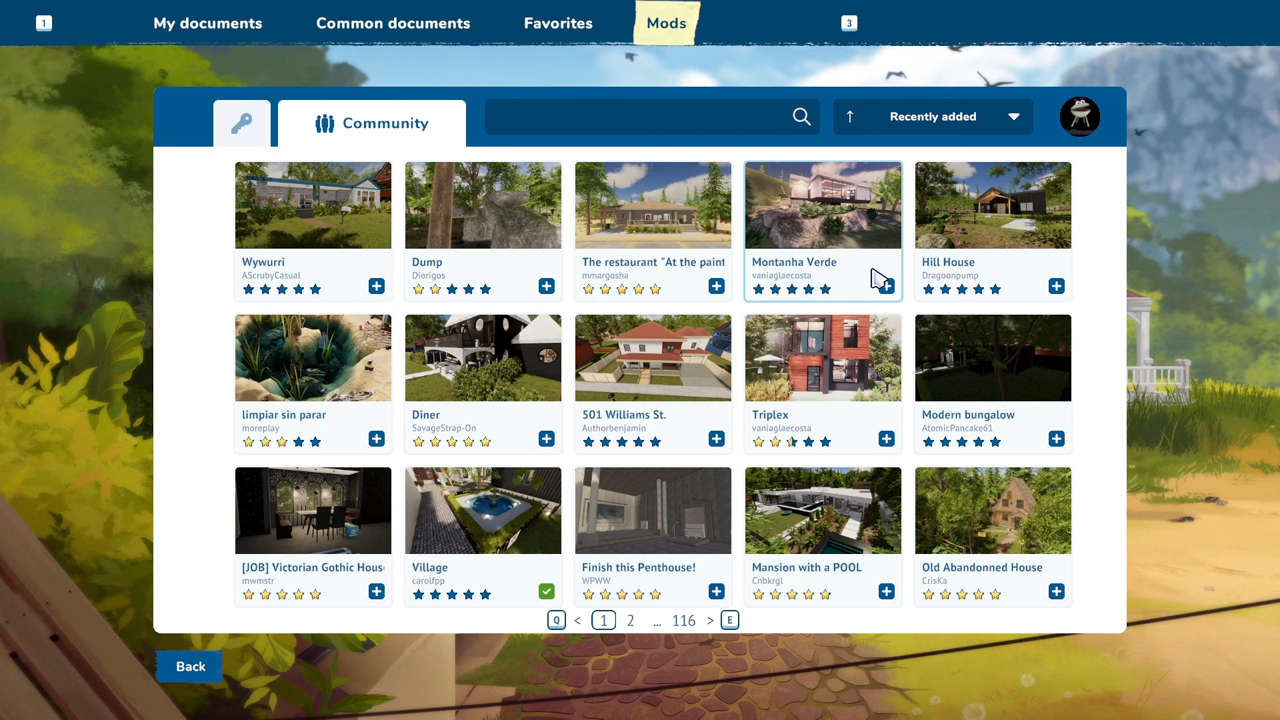 1
My documents
Common documents
Favorites
Mods
3
Community
Recently added
Wywurri
AScrubyCasual
Dump
Diorigos
The restaurant "At the paint
mmargosha
Montanha Verde
vaniaglaecosta
Hill House
Dragoonpump
limpiar sin parar
moreplay
Diner
SavageStrap-On
501 Williams St.
Authorbenjamin
Triplex
vaniaglaecosta
Modern bungalow
AtomicPancake61
[JOB] Victorian Gothic Hous
mwmstr
Village
carolfpp
Finish this Penthouse!
WPWW
Mansion with a POOL
Cnbkrgl
Old Abandonned House
CrisKa
Q < 1 2 ... 116 > E
Back